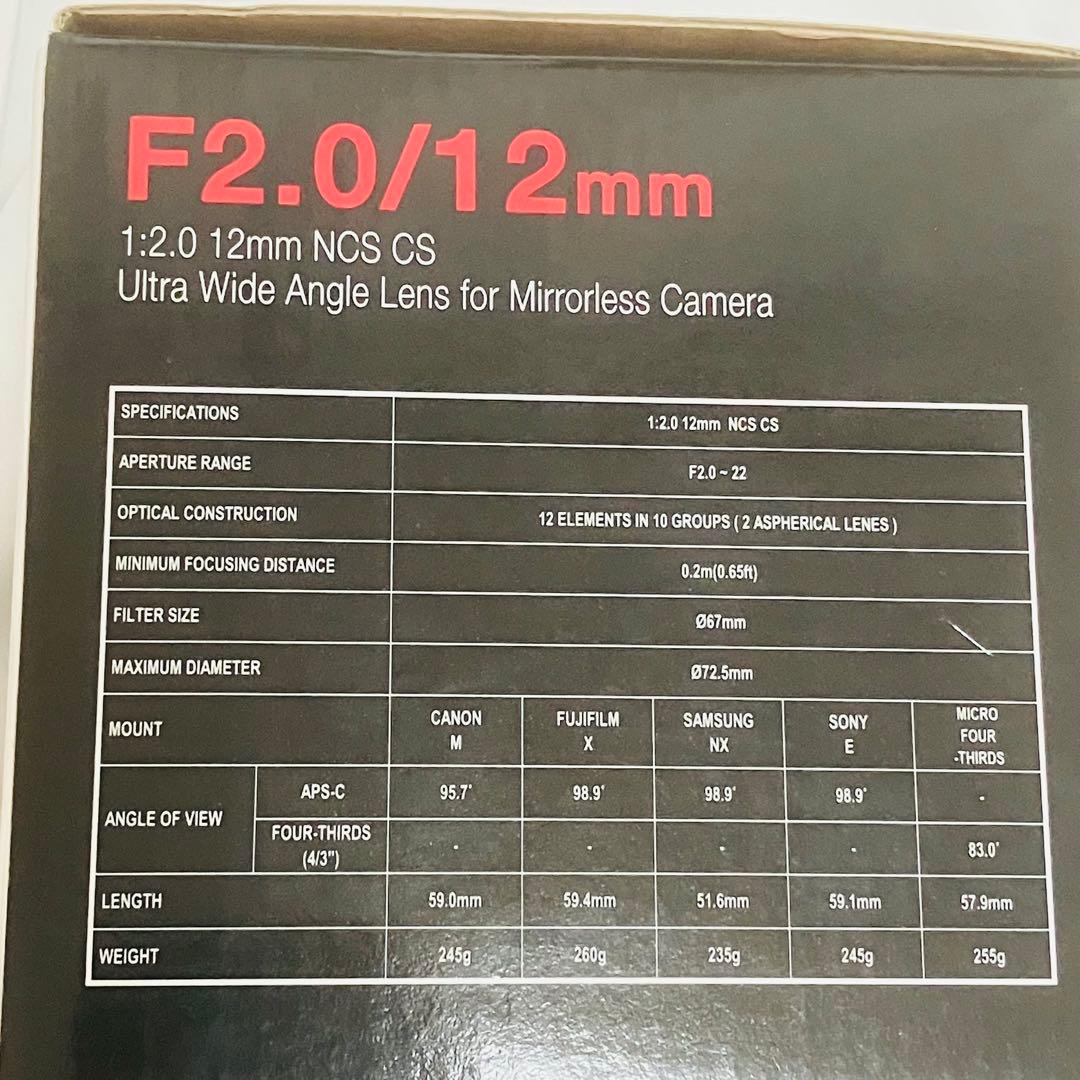 F2.0/12mm
1:2.0 12mm NCS CS
Ultra Wide Angle Lens for Mirrorless Camera
SPECIFICATIONS 1:2.0 12mm NCS CS
APERTURE RANGE F2.0 ~ 22
OPTICAL CONSTRUCTION 12 ELEMENTS IN 10 GROUPS ( 2 ASPHERICAL LENES )
MINIMUM FOCUSING DISTANCE 0.2m(0.65ft)
FILTER SIZE Ø67mm
MAXIMUM DIAMETER Ø72.5mm
MOUNT CANON M FUJIFILM X SAMSUNG NX SONY E MICRO FOUR -THIRDS
ANGLE OF VIEW APS-C 95.7˚ 98.9˚ 98.9˚ 98.9˚ -
FOUR-THIRDS (4/3") - - - - 83.0˚
LENGTH 59.0mm 59.4mm 51.6mm 59.1mm 57.9mm
WEIGHT 245g 260g 235g 245g 255g